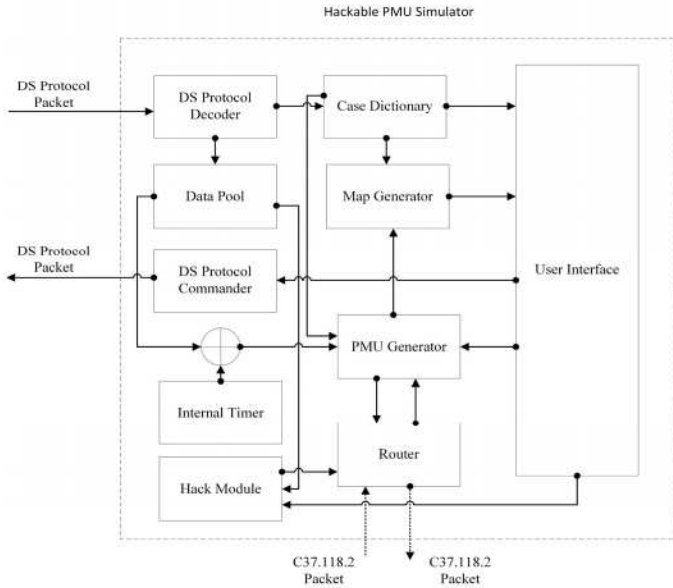 Hackable PMU Simulator
DS Protocol
Packet
DS Protocol
Decoder
Case Dictionary
Data Pool
Map Generator
DS Protocol
Packet
DS Protocol
Commander
User Interface
PMU Generator
Internal Timer
Router
Hack Module
C37.118.2
Packet
C37.118.2
Packet